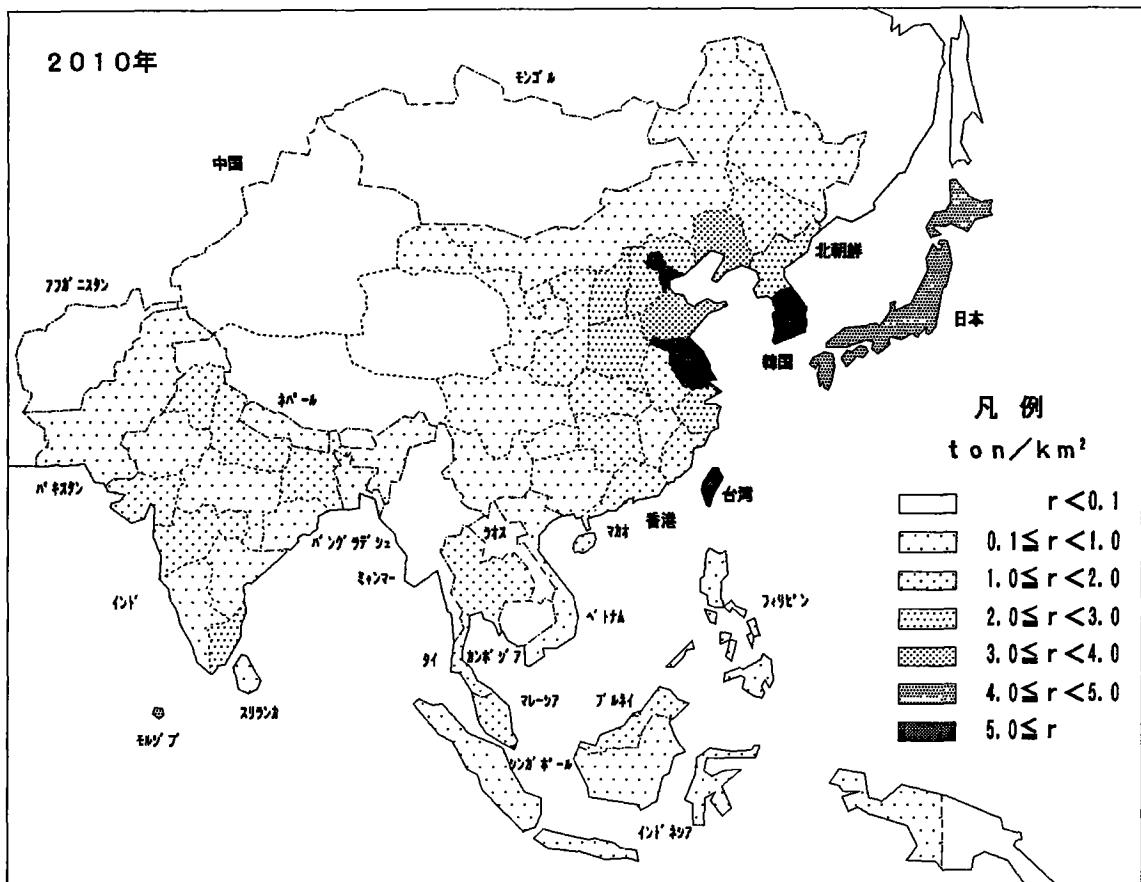 2010年
モンゴル
中国
アフガニスタン
北朝鮮
日本
韓国
ネパール
パキスタン
台湾
香港
マカオ
ラオス
バングラデシュ
ミャンマー
インド
ベトナム
フィリピン
タイ
カンボジア
スリランカ
マレーシア
ブルネイ
モルジブ
シンガポール
インドネシア
凡例
ton/km²
r<0.1
0.1≦r<1.0
1.0≦r<2.0
2.0≦r<3.0
3.0≦r<4.0
4.0≦r<5.0
5.0≦r